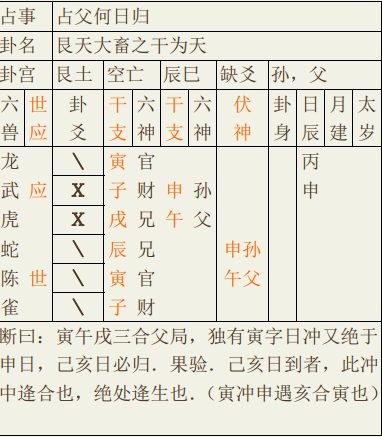 占事 占父何日归
卦名 艮天大畜之干为天
卦宫 艮土 空亡 辰巳 缺爻 孙，父
六兽 世应 卦爻 干支 六神 干支 六神 伏神 卦身 日辰 月建 太岁
龙 \ 寅 官 丙
武 应 X 子 财 申 孙 申
虎 X 戌 兄 午 父
蛇 \ 辰 兄 申孙
陈 世 \ 寅 官 午父
雀 \ 子 财
断曰：寅午戌三合父局，独有寅字日冲又绝于
申日，己亥日必归．果验．己亥日到者，此冲
中逢合也，绝处逢生也．（寅冲申遇亥合寅也）